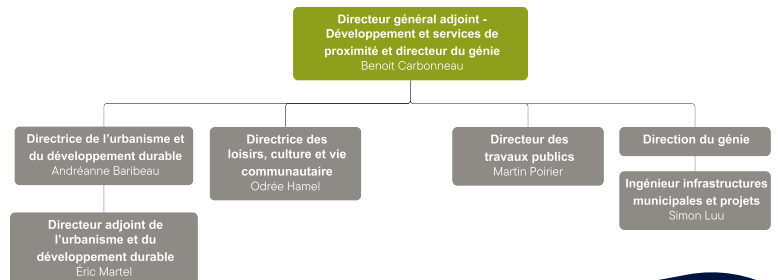 Directeur général adjoint -
Développement et services de
proximité et directeur du génie
Benoit Carbonneau
Directrice de l'urbanisme et
du développement durable
Andréanne Baribeau
Directrice des
loisirs, culture et vie
communautaire
Odrée Hamel
Directeur des
travaux publics
Martin Poirier
Direction du génie
Ingénieur infrastructures
municipales et projets
Simon Luu
Directeur adjoint de
l'urbanisme et du
développement durable
Éric Martel